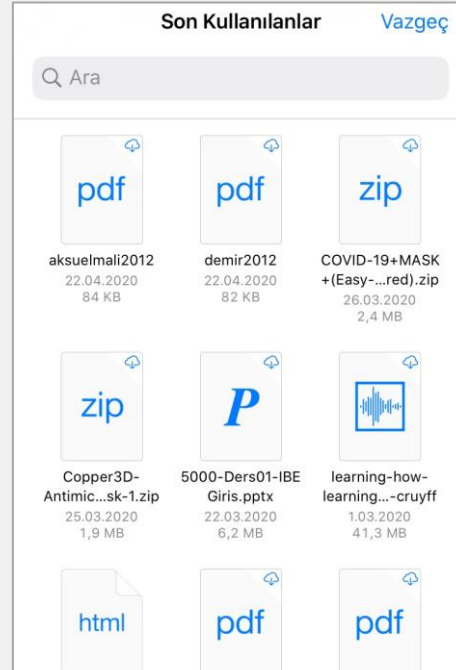 Son Kullanılanlar
Vazgeç
Ara
pdf
pdf
zip
aksuelmali2012
22.04.2020
84 KB
demir2012
22.04.2020
82 KB
COVID-19+MASK
+(Easy-...red).zip
26.03.2020
2,4 MB
zip
P
Copper3D-
Antimic...sk-1.zip
25.03.2020
1,9 MB
5000-Ders01-IBE
Giris.pptx
22.03.2020
6,2 MB
learning-how-
learning...-cruyff
1.03.2020
41,3 MB
html
pdf
pdf